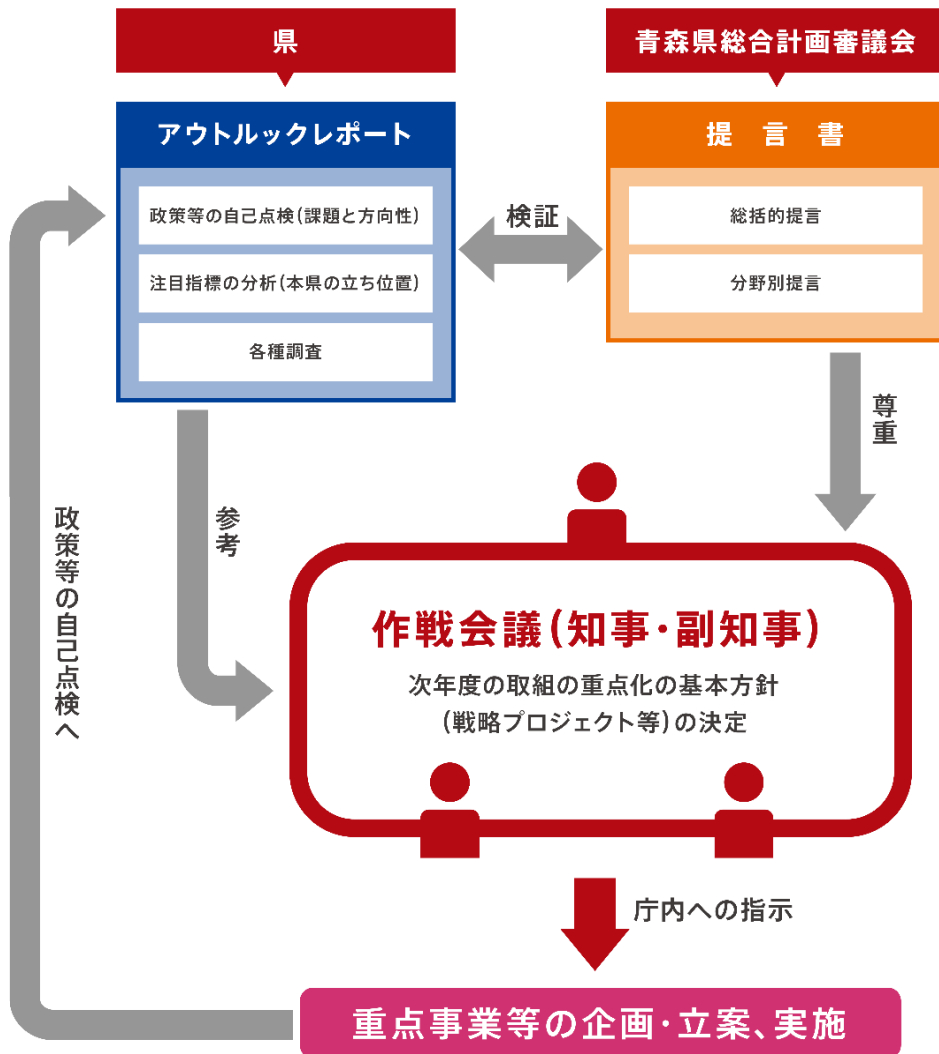 県
青森県総合計画審議会
アウトルックレポート
提言書
政策等の自己点検(課題と方向性)
注目指標の分析(本県の立ち位置)
各種調査
検証
総括的提言
分野別提言
尊重
参考
政策等の自己点検へ
作戦会議(知事・副知事)
次年度の取組の重点化の基本方針
(戦略プロジェクト等)の決定
庁内への指示
重点事業等の企画・立案、実施